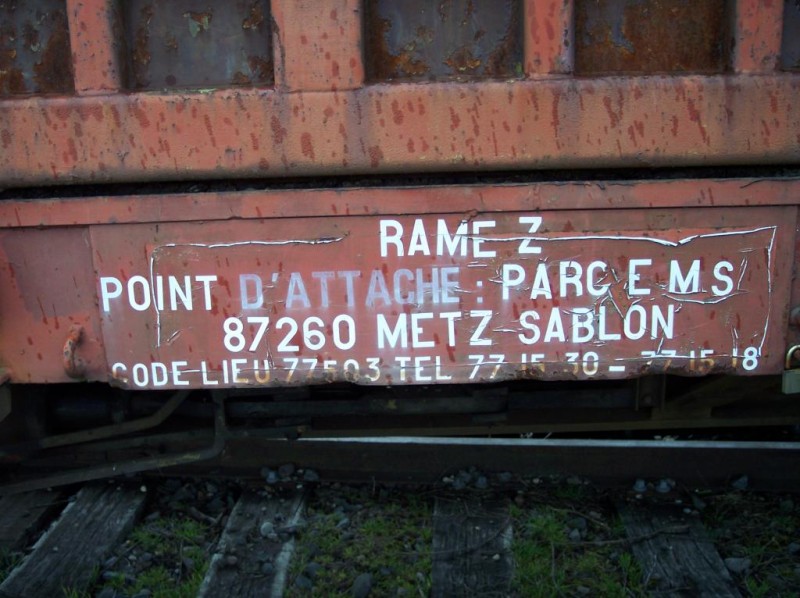 RAME Z
POINT D'ATTACHE : PARC E M S
87260 METZ SABLON
CODE LIEU 77503 TEL 77 15 30 - 77 15 18